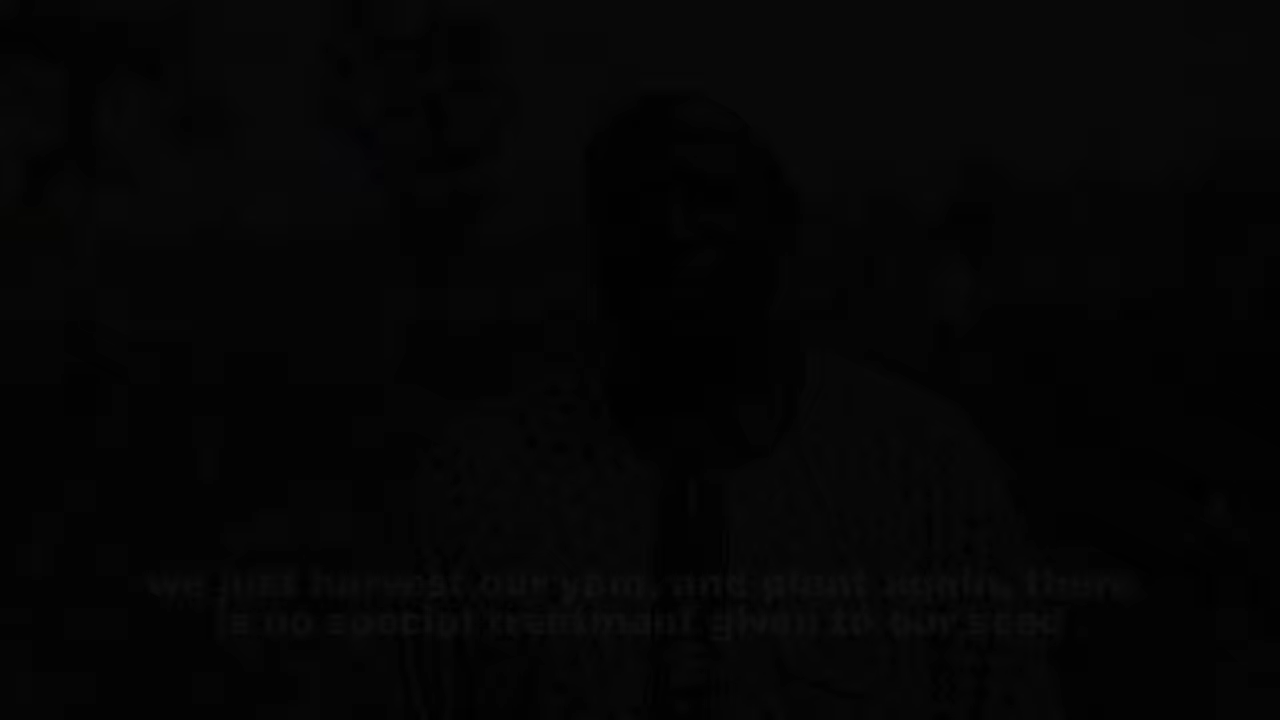 we just harvest our yam, and plant again. There
is no special treatment given to our seed